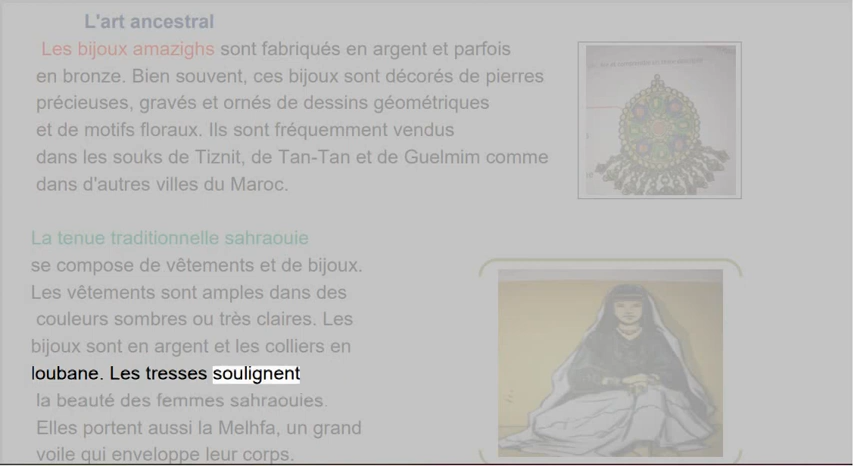 L'art ancestral
Les bijoux amazighs sont fabriqués en argent et parfois
en bronze. Bien souvent, ces bijoux sont décorés de pierres
précieuses, gravés et ornés de dessins géométriques
et de motifs floraux. Ils sont fréquemment vendus
dans les souks de Tiznit, de Tan-Tan et de Guelmim comme
dans d'autres villes du Maroc.
La tenue traditionnelle sahraouie
se compose de vêtements et de bijoux.
Les vêtements sont amples dans des
couleurs sombres ou très claires. Les
bijoux sont en argent et les colliers en
loubane. Les tresses soulignent
la beauté des femmes sahraouies.
Elles portent aussi la Melhfa, un grand
voile qui enveloppe leur corps.